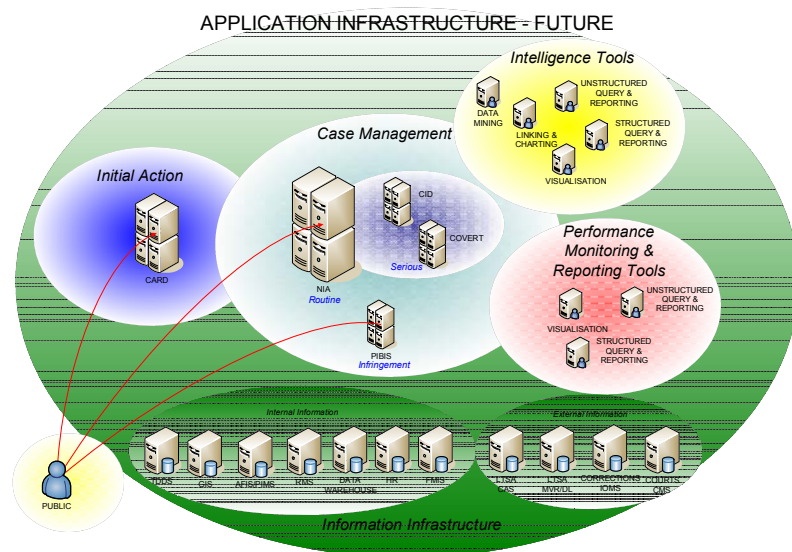 APPLICATION INFRASTRUCTURE - FUTURE
Intelligence Tools
UNSTRUCTURED
QUERY &
REPORTING
DATA
MINING
LINKING &
CHARTING
STRUCTURED
QUERY &
REPORTING
VISUALISATION
Case Management
CID
COVERT
Serious
NIA
Routine
PIBIS
Infringement
Initial Action
CARD
Performance
Monitoring &
Reporting Tools
UNSTRUCTURED
QUERY &
REPORTING
VISUALISATION
STRUCTURED
QUERY &
REPORTING
Internal Information
TDDS
GIS
AFIS/PIMS
RMS
DATA
WAREHOUSE
HR
FMIS
External Information
LTSA
CAS
LTSA
MVR/DL
CORRECTIONS
IOMS
COURTS
CMS
PUBLIC
Information Infrastructure